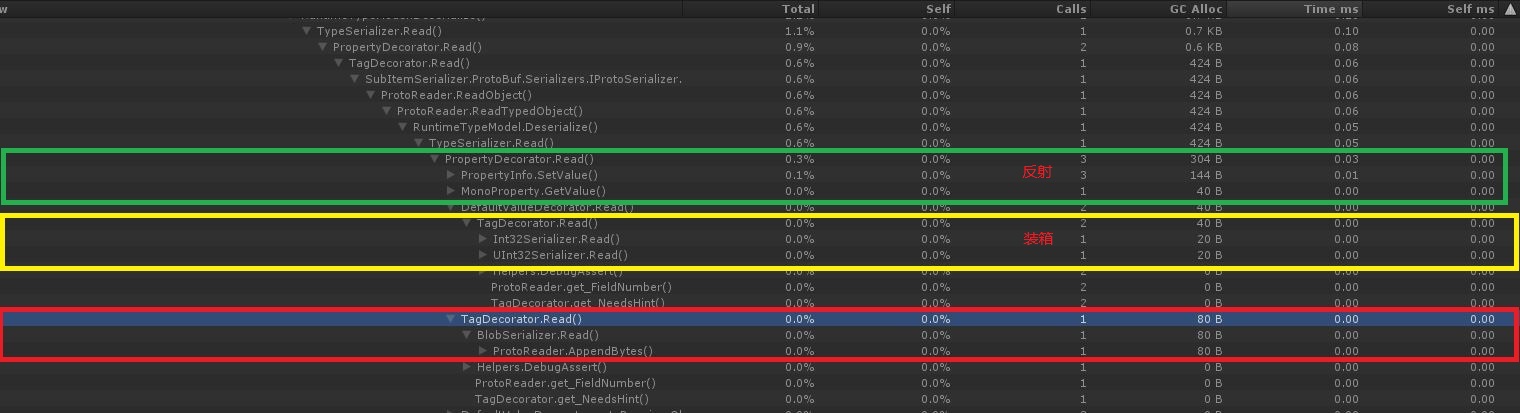 w Total Self Calls GC Alloc Time ms Self ms
TypeSerializer.Read() 1.1% 0.0% 1 0.7 KB 0.10 0.00
PropertyDecorator.Read() 0.9% 0.0% 2 0.6 KB 0.08 0.00
TagDecorator.Read() 0.6% 0.0% 1 424 B 0.06 0.00
SubItemSerializer.ProtoBuf.Serializers.IProtoSerializer. 0.6% 0.0% 1 424 B 0.06 0.00
ProtoReader.ReadObject() 0.6% 0.0% 1 424 B 0.06 0.00
ProtoReader.ReadTypedObject() 0.6% 0.0% 1 424 B 0.06 0.00
RuntimeTypeModel.Deserialize() 0.6% 0.0% 1 424 B 0.05 0.00
TypeSerializer.Read() 0.6% 0.0% 1 424 B 0.05 0.00
PropertyDecorator.Read() 0.3% 0.0% 3 304 B 0.03 0.00
PropertyInfo.SetValue() 0.1% 0.0% 反射 3 144 B 0.01 0.00
MonoProperty.GetValue() 0.0% 0.0% 1 40 B 0.00 0.00
DefaultValueDecorator.Read() 0.0% 0.0% 2 40 B 0.00 0.00
TagDecorator.Read() 0.0% 0.0% 2 40 B 0.00 0.00
Int32Serializer.Read() 0.0% 0.0% 装箱 1 20 B 0.00 0.00
UInt32Serializer.Read() 0.0% 0.0% 1 20 B 0.00 0.00
Helpers.DebugAssert() 0.0% 0.0% 2 0 B 0.00 0.00
ProtoReader.get_FieldNumber() 0.0% 0.0% 2 0 B 0.00 0.00
TagDecorator.get_NeedsHint() 0.0% 0.0% 2 0 B 0.00 0.00
TagDecorator.Read() 0.0% 0.0% 1 80 B 0.00 0.00
BlobSerializer.Read() 0.0% 0.0% 1 80 B 0.00 0.00
ProtoReader.AppendBytes() 0.0% 0.0% 1 80 B 0.00 0.00
Helpers.DebugAssert() 0.0% 0.0% 1 0 B 0.00 0.00
ProtoReader.get_FieldNumber() 0.0% 0.0% 1 0 B 0.00 0.00
TagDecorator.get_NeedsHint() 0.0% 0.0% 1 0 B 0.00 0.00